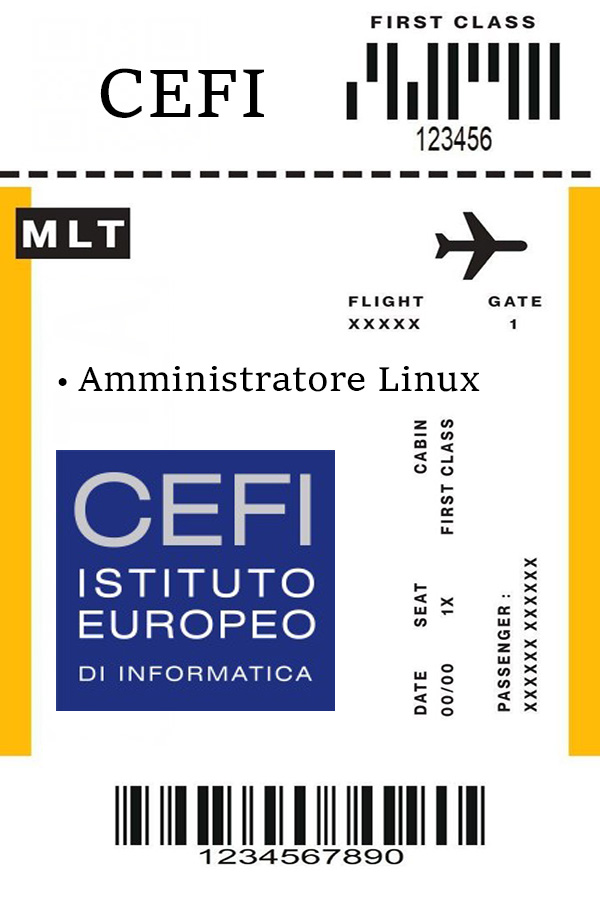 FIRST CLASS
CEFI
123456
MLT
FLIGHT
XXXXX
GATE
1
• Amministratore Linux
CEFI
ISTITUTO
EUROPEO
DI INFORMATICA
CABIN
FIRST CLASS
SEAT
1X
DATE
00/00
PASSENGER :
XXXXXX XXXXXX
1234567890